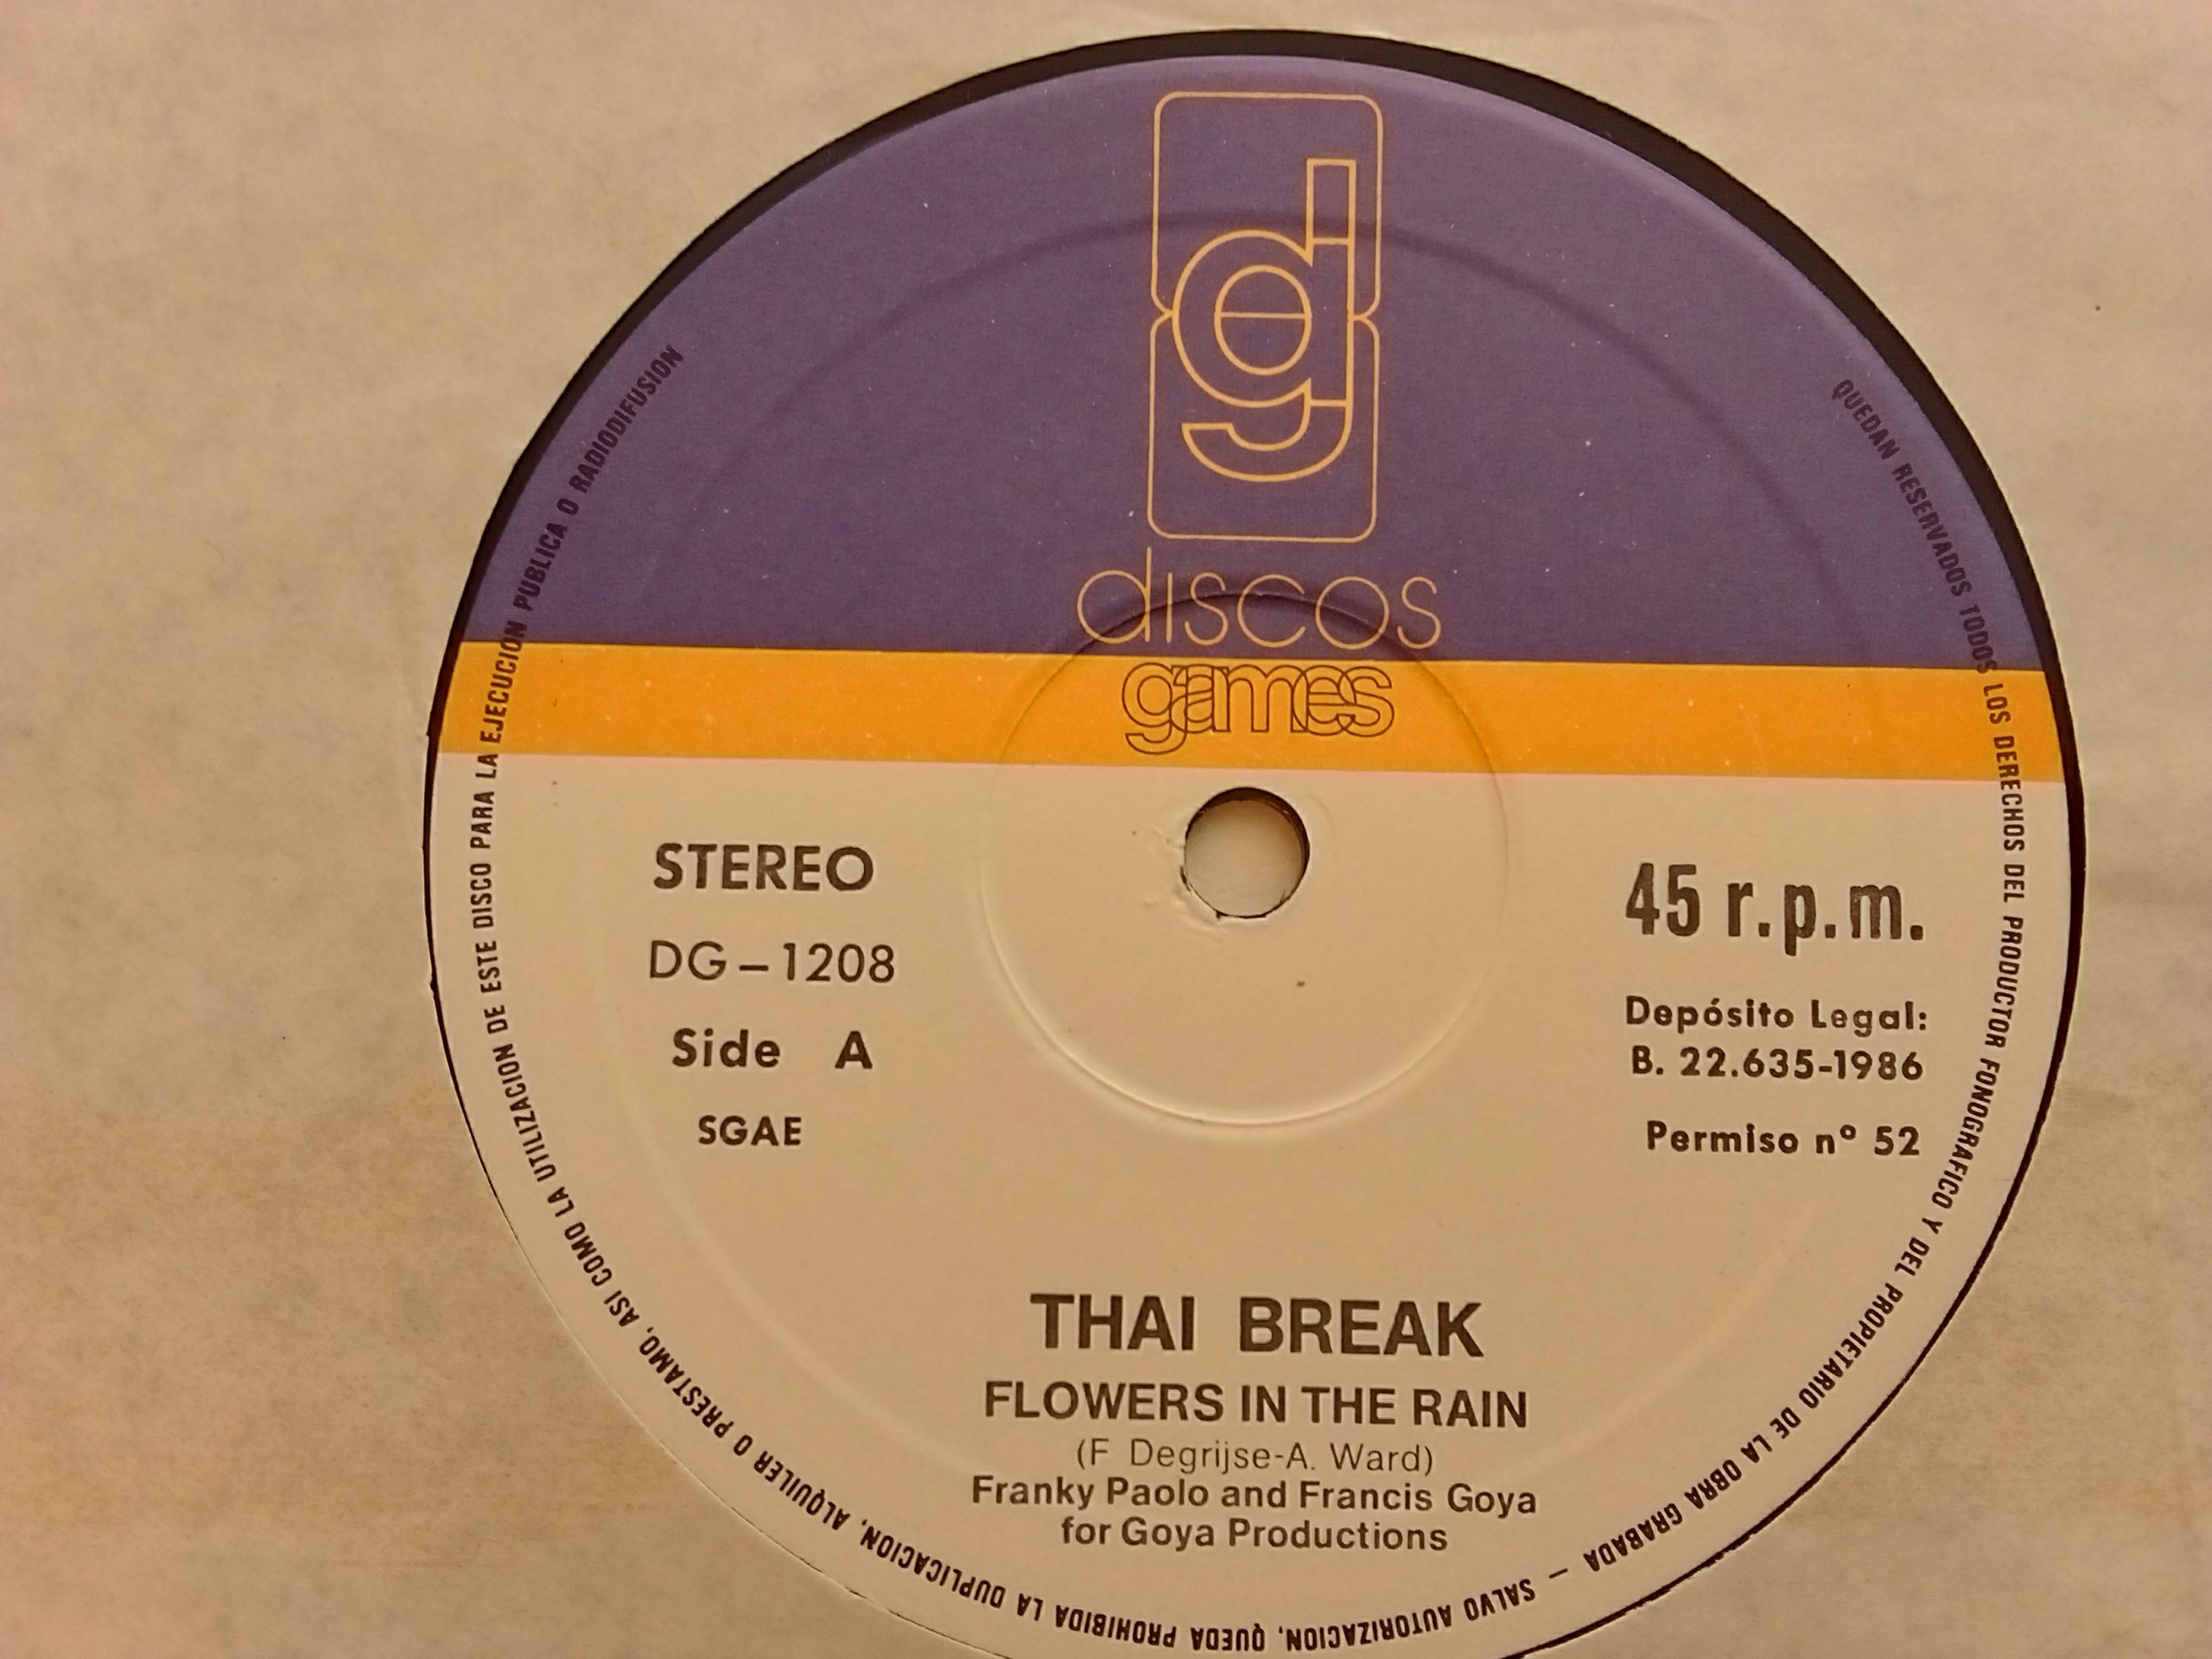 dg
discos
games
STEREO
DG-1208
Side A
SGAE
45 r.p.m.
Depósito Legal:
B. 22.635-1986
Permiso nº 52
THAI BREAK
FLOWERS IN THE RAIN
(F Degrijse-A. Ward)
Franky Paolo and Francis Goya
for Goya Productions
QUEDAN RESERVADOS TODOS LOS DERECHOS DEL PRODUCTOR FONOGRAFICO Y DEL PROPIETARIO DE LA OBRA GRABADA — SALVO AUTORIZACION, QUEDA PROHIBIDA LA DUPLICACION, ALQUILER O PRESTAMO, ASI COMO LA UTILIZACION DE ESTE DISCO PARA LA EJECUCION PUBLICA O RADIODIFUSION